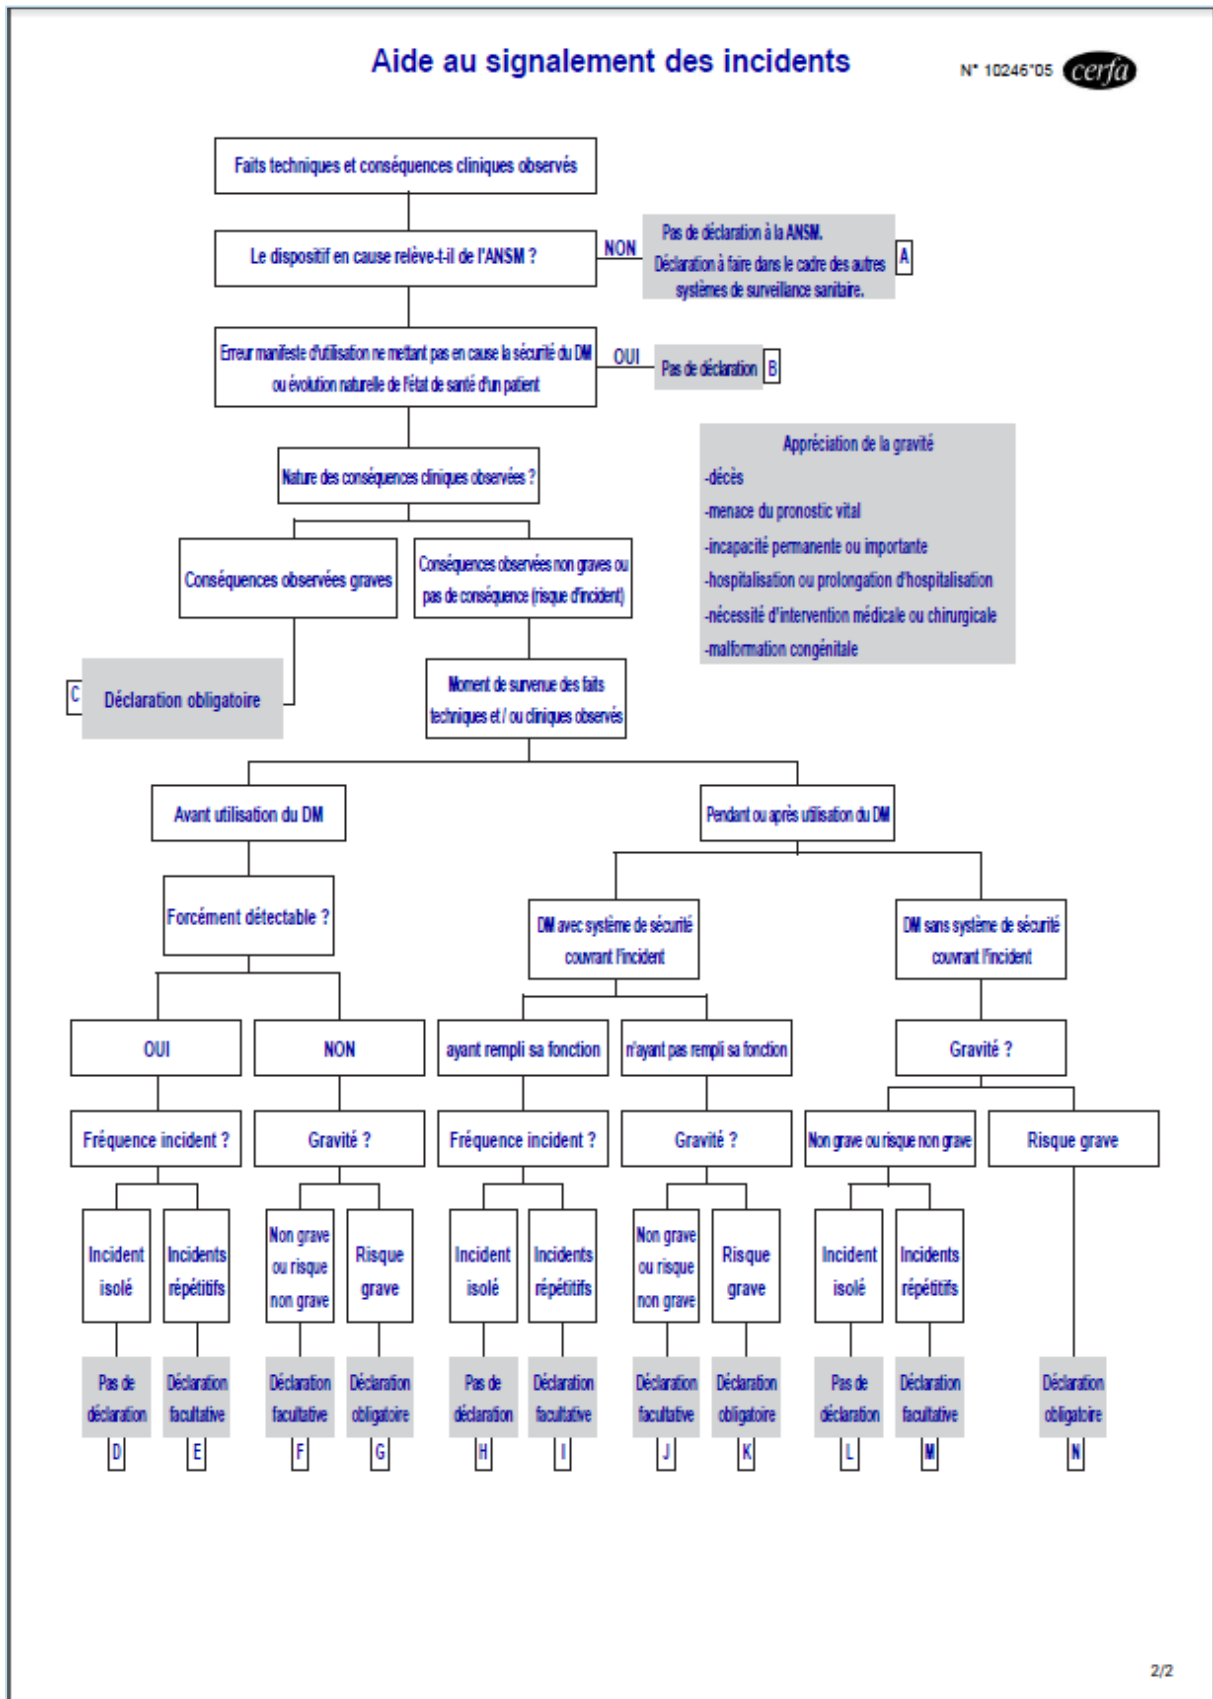 Aide au signalement des incidents
N° 10246*05 cerfa
Faits techniques et conséquences cliniques observés
Le dispositif en cause relève-t-il de l'ANSM ?
NON
Pas de déclaration à la ANSM.
Déclaration à faire dans le cadre des autres
systèmes de surveillance sanitaire.
A
Erreur manifeste d'utilisation ne mettant pas en cause la sécurité du DM
ou évolution naturelle de l'état de santé d'un patient
OUI
Pas de déclaration
B
Appréciation de la gravité
-décès
-menace du pronostic vital
-incapacité permanente ou importante
-hospitalisation ou prolongation d'hospitalisation
-nécessité d'intervention médicale ou chirurgicale
-malformation congénitale
Nature des conséquences cliniques observées ?
Conséquences observées graves
Conséquences observées non graves ou
pas de conséquence (risque d'incident)
C
Déclaration obligatoire
Moment de survenue des faits
techniques et / ou cliniques observés
Avant utilisation du DM
Pendant ou après utilisation du DM
Forcément détectable ?
DM avec système de sécurité
couvrant l'incident
DM sans système de sécurité
couvrant l'incident
OUI
NON
ayant rempli sa fonction
n'ayant pas rempli sa fonction
Gravité ?
Fréquence incident ?
Gravité ?
Fréquence incident ?
Gravité ?
Non grave ou risque non grave
Risque grave
Incident
isolé
Incidents
répétitifs
Non grave
ou risque
non grave
Risque
grave
Incident
isolé
Incidents
répétitifs
Non grave
ou risque
non grave
Risque
grave
Incident
isolé
Incidents
répétitifs
Pas de
déclaration
D
Déclaration
facultative
E
Déclaration
facultative
F
Déclaration
obligatoire
G
Pas de
déclaration
H
Déclaration
facultative
I
Déclaration
facultative
J
Déclaration
obligatoire
K
Pas de
déclaration
L
Déclaration
facultative
M
Déclaration
obligatoire
N
2/2